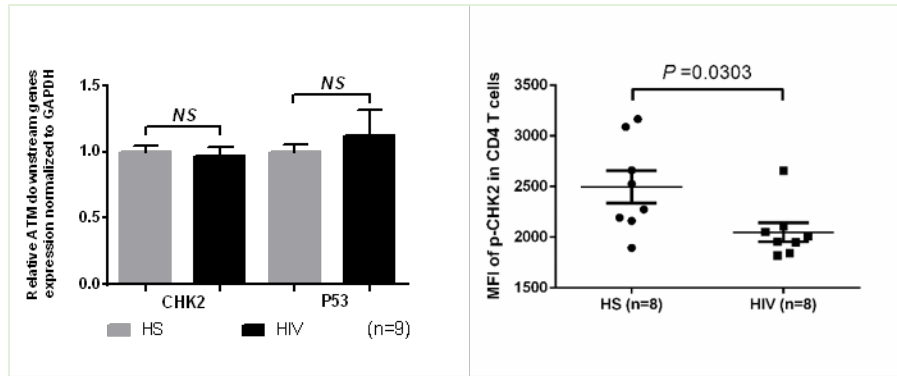 Relative ATM downstream genes
expression normalized to GAPDH
1.5
1.0
0.5
0.0
NS
NS
CHK2
P53
HS
HIV
(n=9)
MFI of p-CHK2 in CD4 T cells
3500
3000
2500
2000
1500
P =0.0303
HS (n=8)
HIV (n=8)